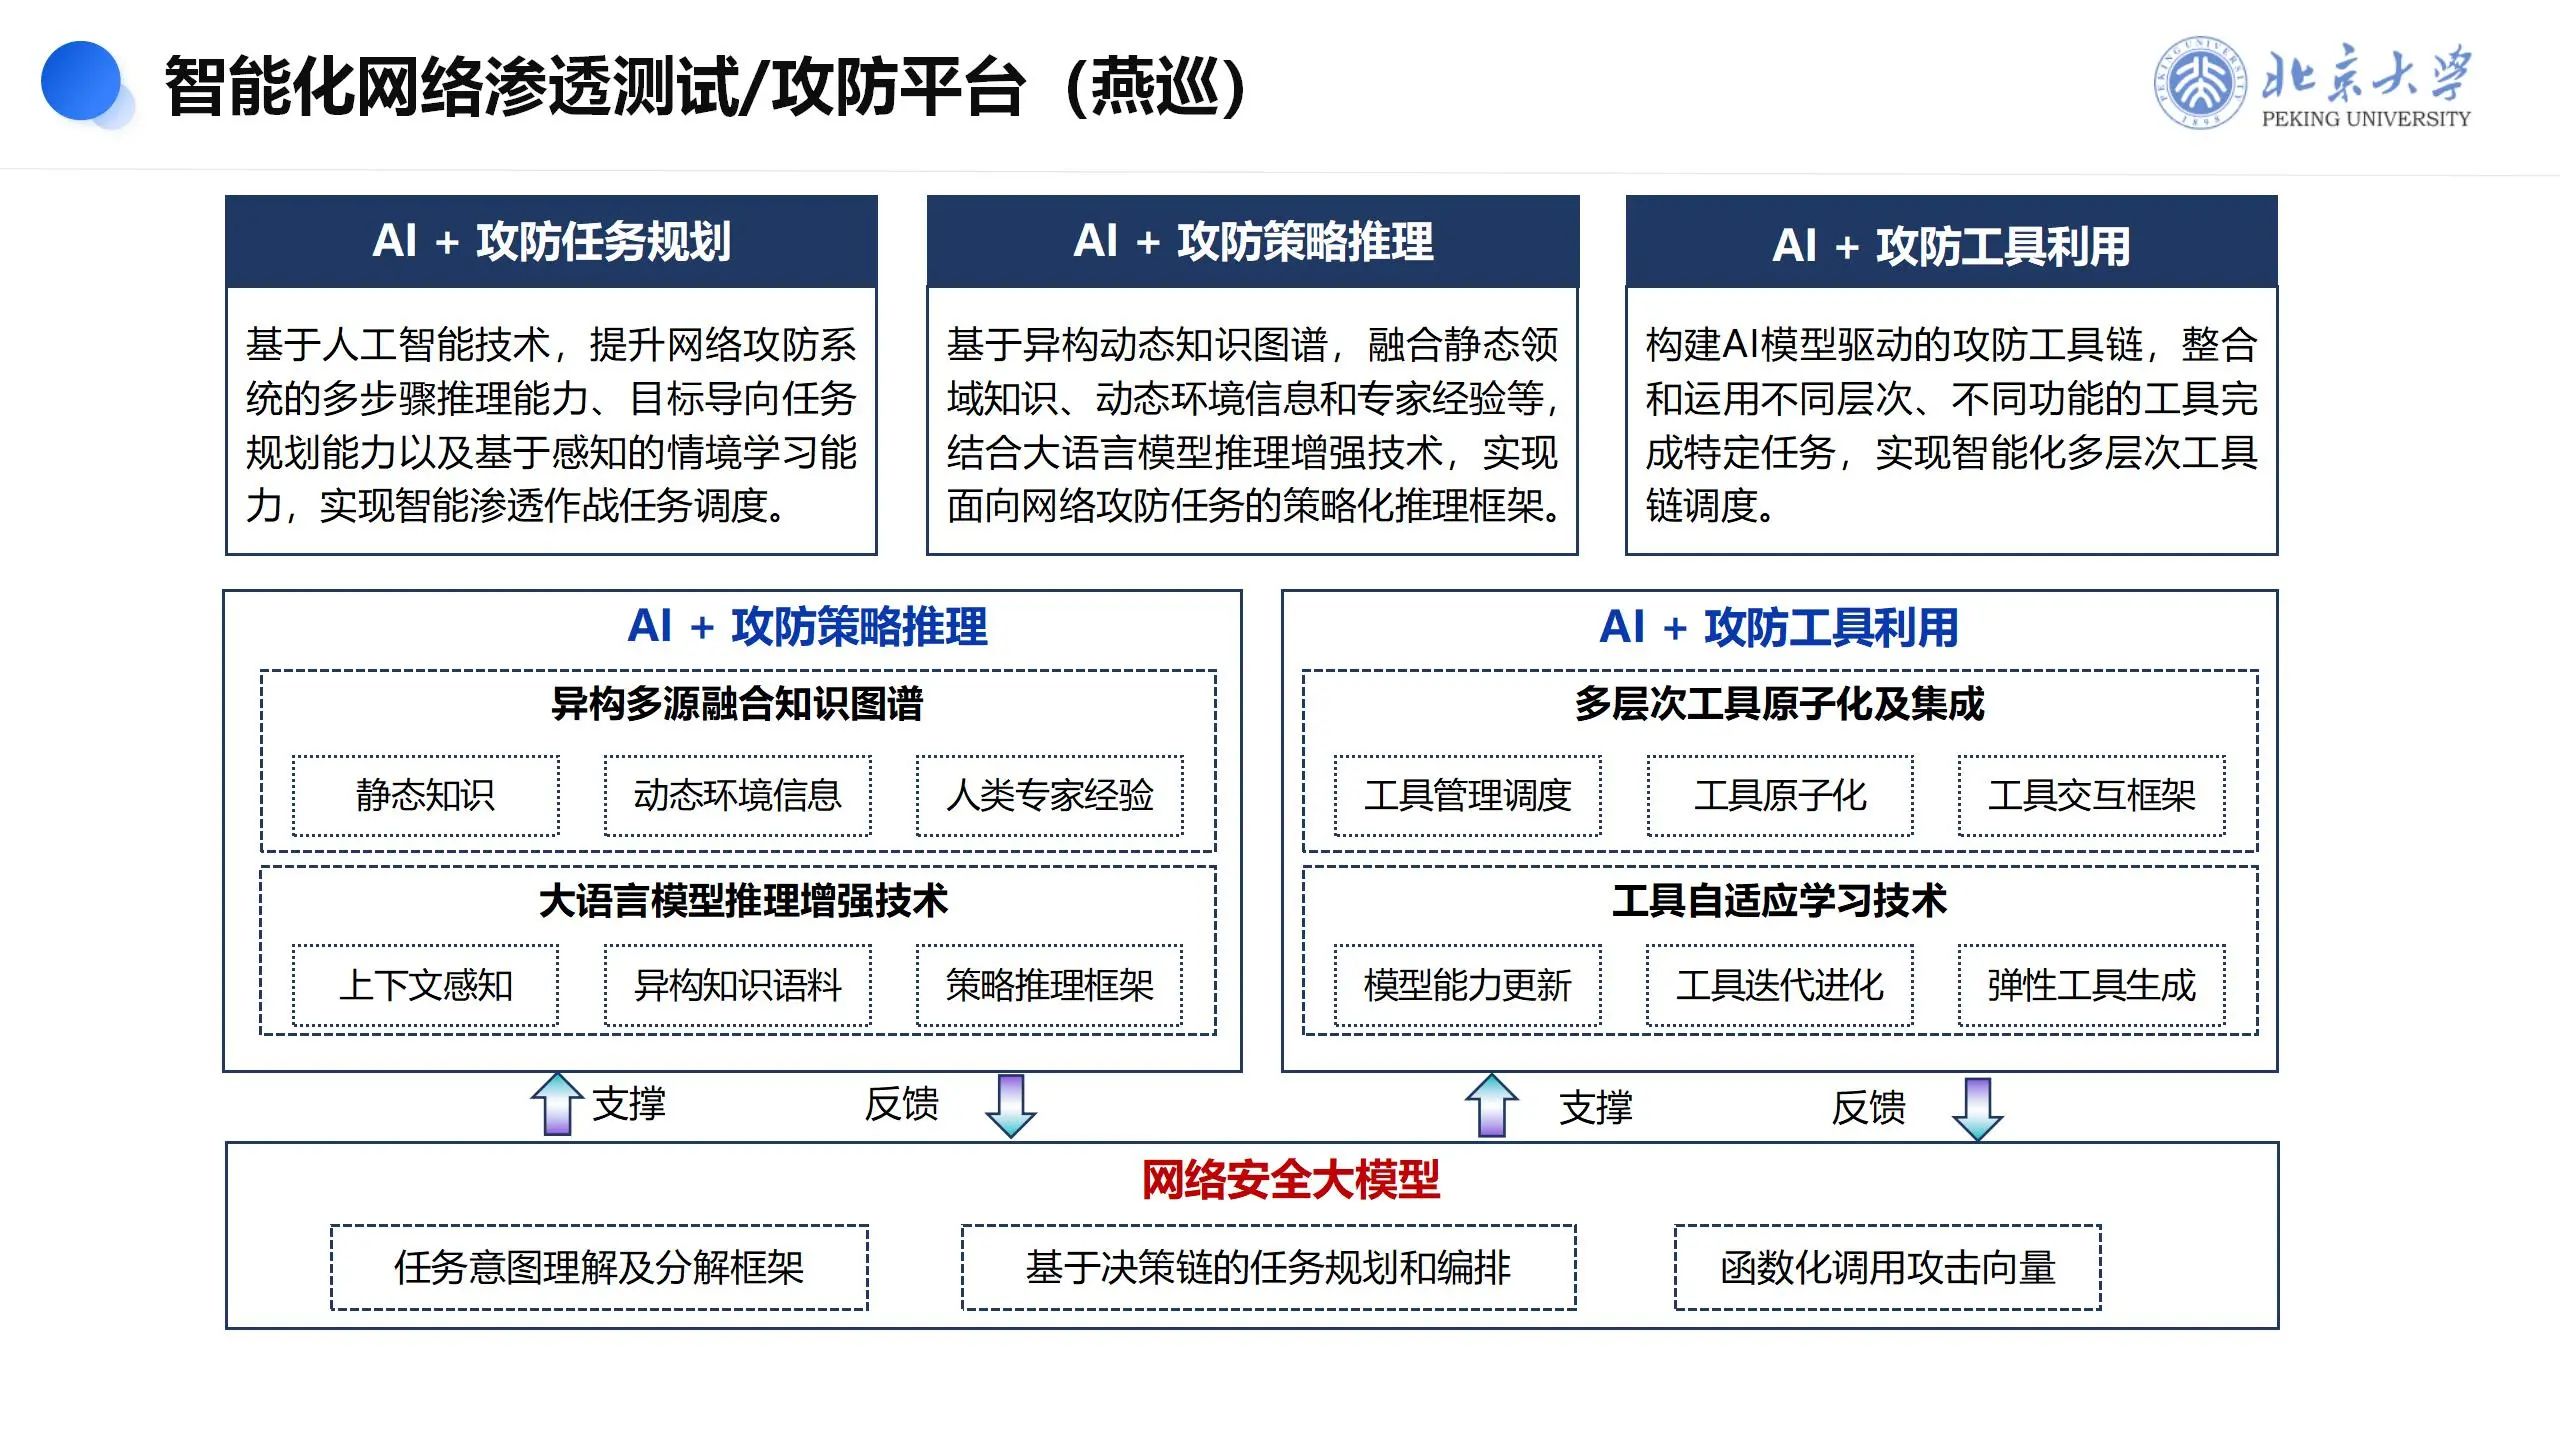 智能化网络渗透测试/攻防平台（燕巡）
北京大学
PEKING UNIVERSITY
PEKING UNIVERSITY
1898
AI + 攻防任务规划
基于人工智能技术，提升网络攻防系
统的多步骤推理能力、目标导向任务
规划能力以及基于感知的情境学习能
力，实现智能渗透作战任务调度。
AI + 攻防策略推理
基于异构动态知识图谱，融合静态领
域知识、动态环境信息和专家经验等，
结合大语言模型推理增强技术，实现
面向网络攻防任务的策略化推理框架。
AI + 攻防工具利用
构建AI模型驱动的攻防工具链，整合
和运用不同层次、不同功能的工具完
成特定任务，实现智能化多层次工具
链调度。
AI + 攻防策略推理
异构多源融合知识图谱
静态知识
动态环境信息
人类专家经验
大语言模型推理增强技术
上下文感知
异构知识语料
策略推理框架
AI + 攻防工具利用
多层次工具原子化及集成
工具管理调度
工具原子化
工具交互框架
工具自适应学习技术
模型能力更新
工具迭代进化
弹性工具生成
支撑
反馈
支撑
反馈
网络安全大模型
任务意图理解及分解框架
基于决策链的任务规划和编排
函数化调用攻击向量